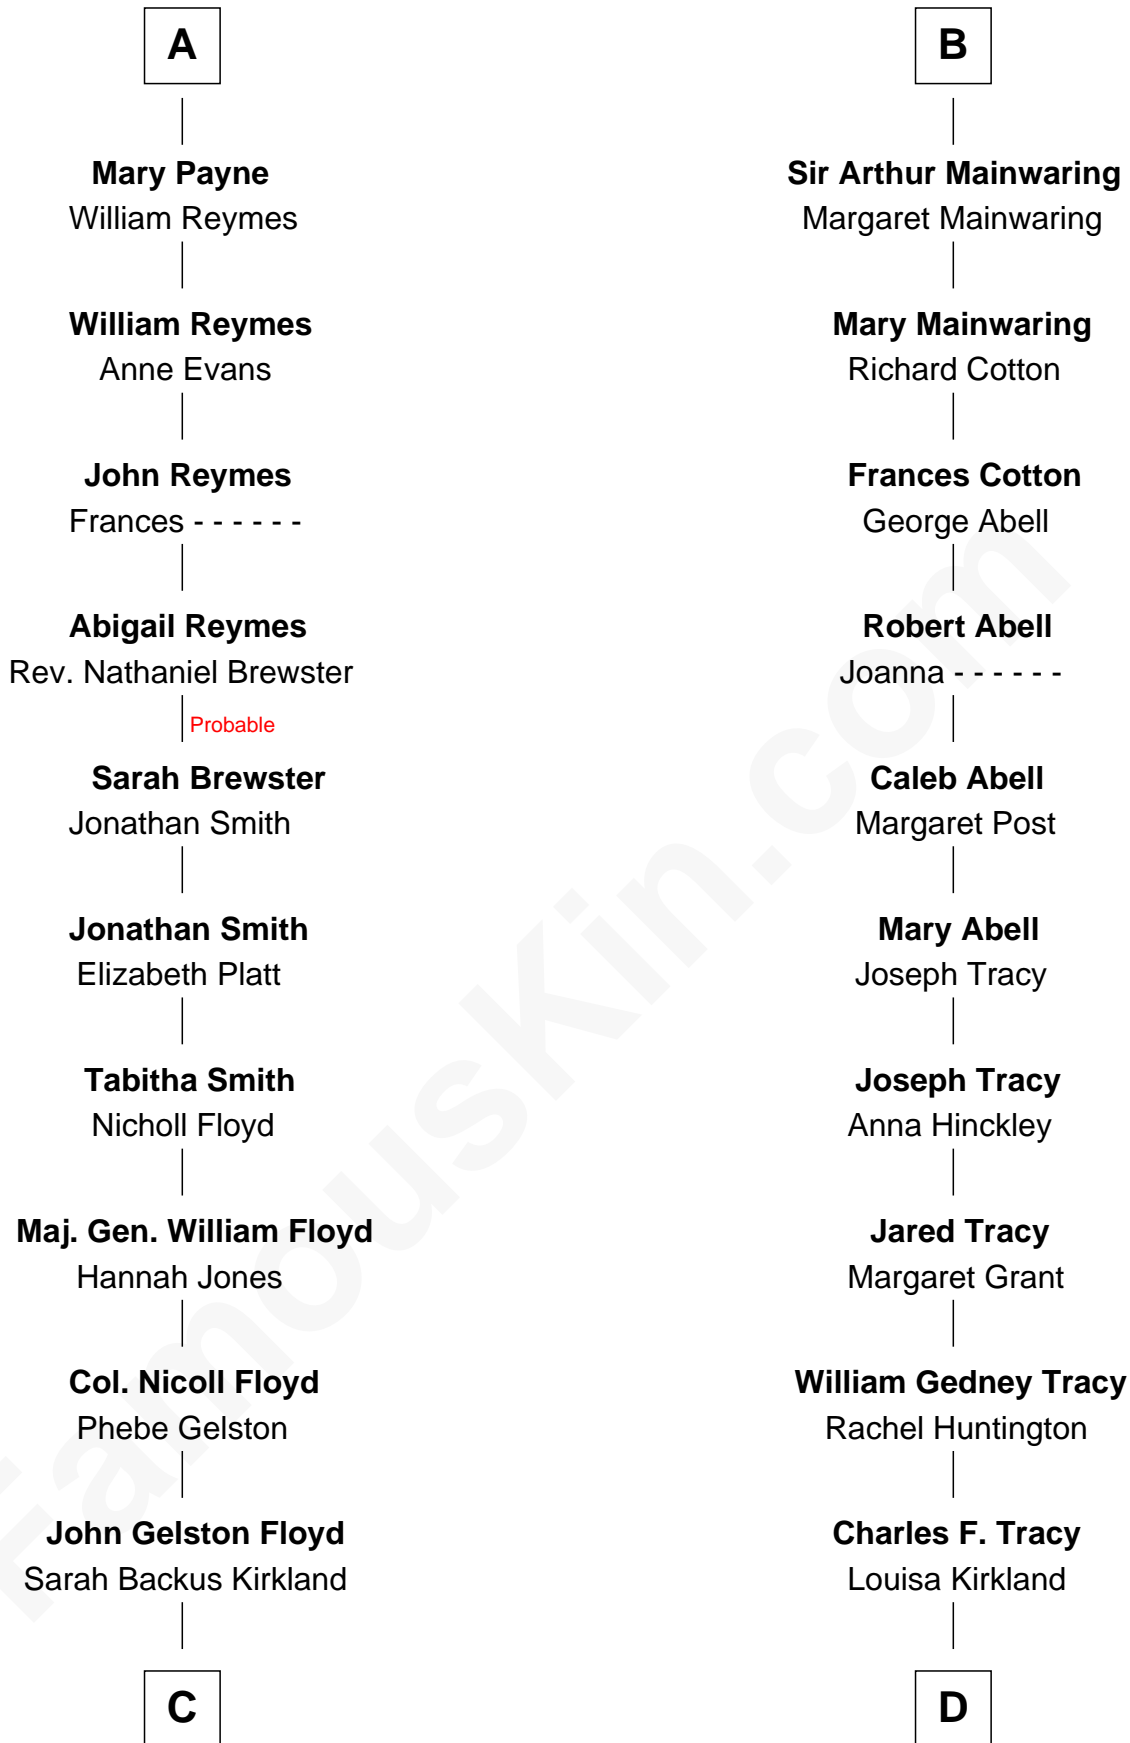 A
Mary Payne
William Reymes
William Reymes
Anne Evans
John Reymes
Frances - - - - - -
Abigail Reymes
Rev. Nathaniel Brewster
Probable
Sarah Brewster
Jonathan Smith
Jonathan Smith
Elizabeth Platt
Tabitha Smith
Nicholl Floyd
Maj. Gen. William Floyd
Hannah Jones
Col. Nicoll Floyd
Phebe Gelston
John Gelston Floyd
Sarah Backus Kirkland
C
B
Sir Arthur Mainwaring
Margaret Mainwaring
Mary Mainwaring
Richard Cotton
Frances Cotton
George Abell
Robert Abell
Joanna - - - - - -
Caleb Abell
Margaret Post
Mary Abell
Joseph Tracy
Joseph Tracy
Anna Hinckley
Jared Tracy
Margaret Grant
William Gedney Tracy
Rachel Huntington
Charles F. Tracy
Louisa Kirkland
D
FamousKin.com